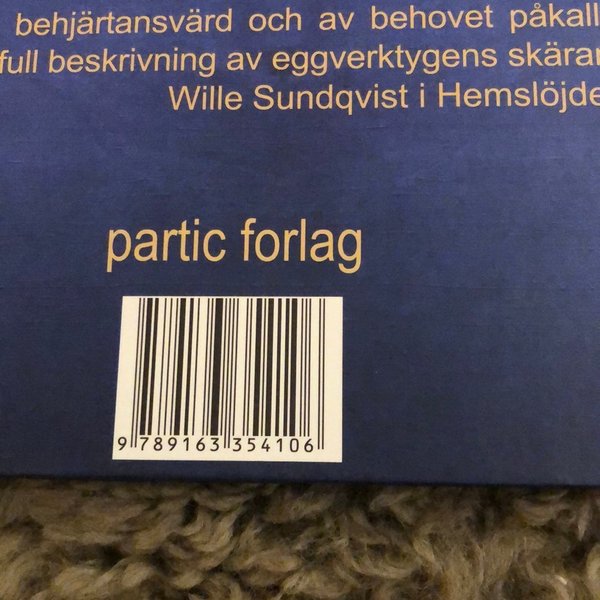 behjärtansvärd och av behovet påkall
full beskrivning av eggverktygens skärar
Wille Sundqvist i Hemslöjde
partic forlag
9 789163 354106